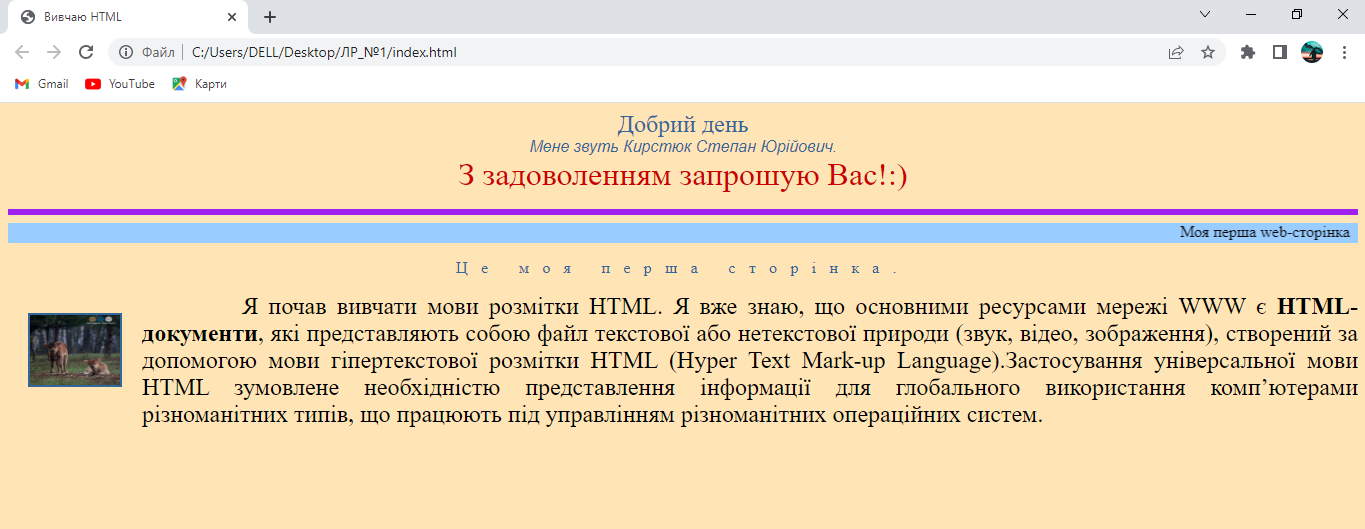 Вивчаю HTML
Файл C:/Users/DELL/Desktop/ЛР_№1/index.html
Gmail YouTube Карти
Добрий день
Мене звуть Кирстюк Степан Юрійович.
З задоволенням запрошую Вас!:)
Моя перша web-сторінка
Це моя перша сторінка.
Я почав вивчати мови розмітки HTML. Я вже знаю, що основними ресурсами мережі WWW є HTML-
документи, які представляють собою файл текстової або нетекстової природи (звук, відео, зображення), створений за
допомогою мови гіпертекстової розмітки HTML (Hyper Text Mark-up Language).Застосування універсальної мови
HTML зумовлене необхідністю представлення інформації для глобального використання комп’ютерами
різноманітних типів, що працюють під управлінням різноманітних операційних систем.